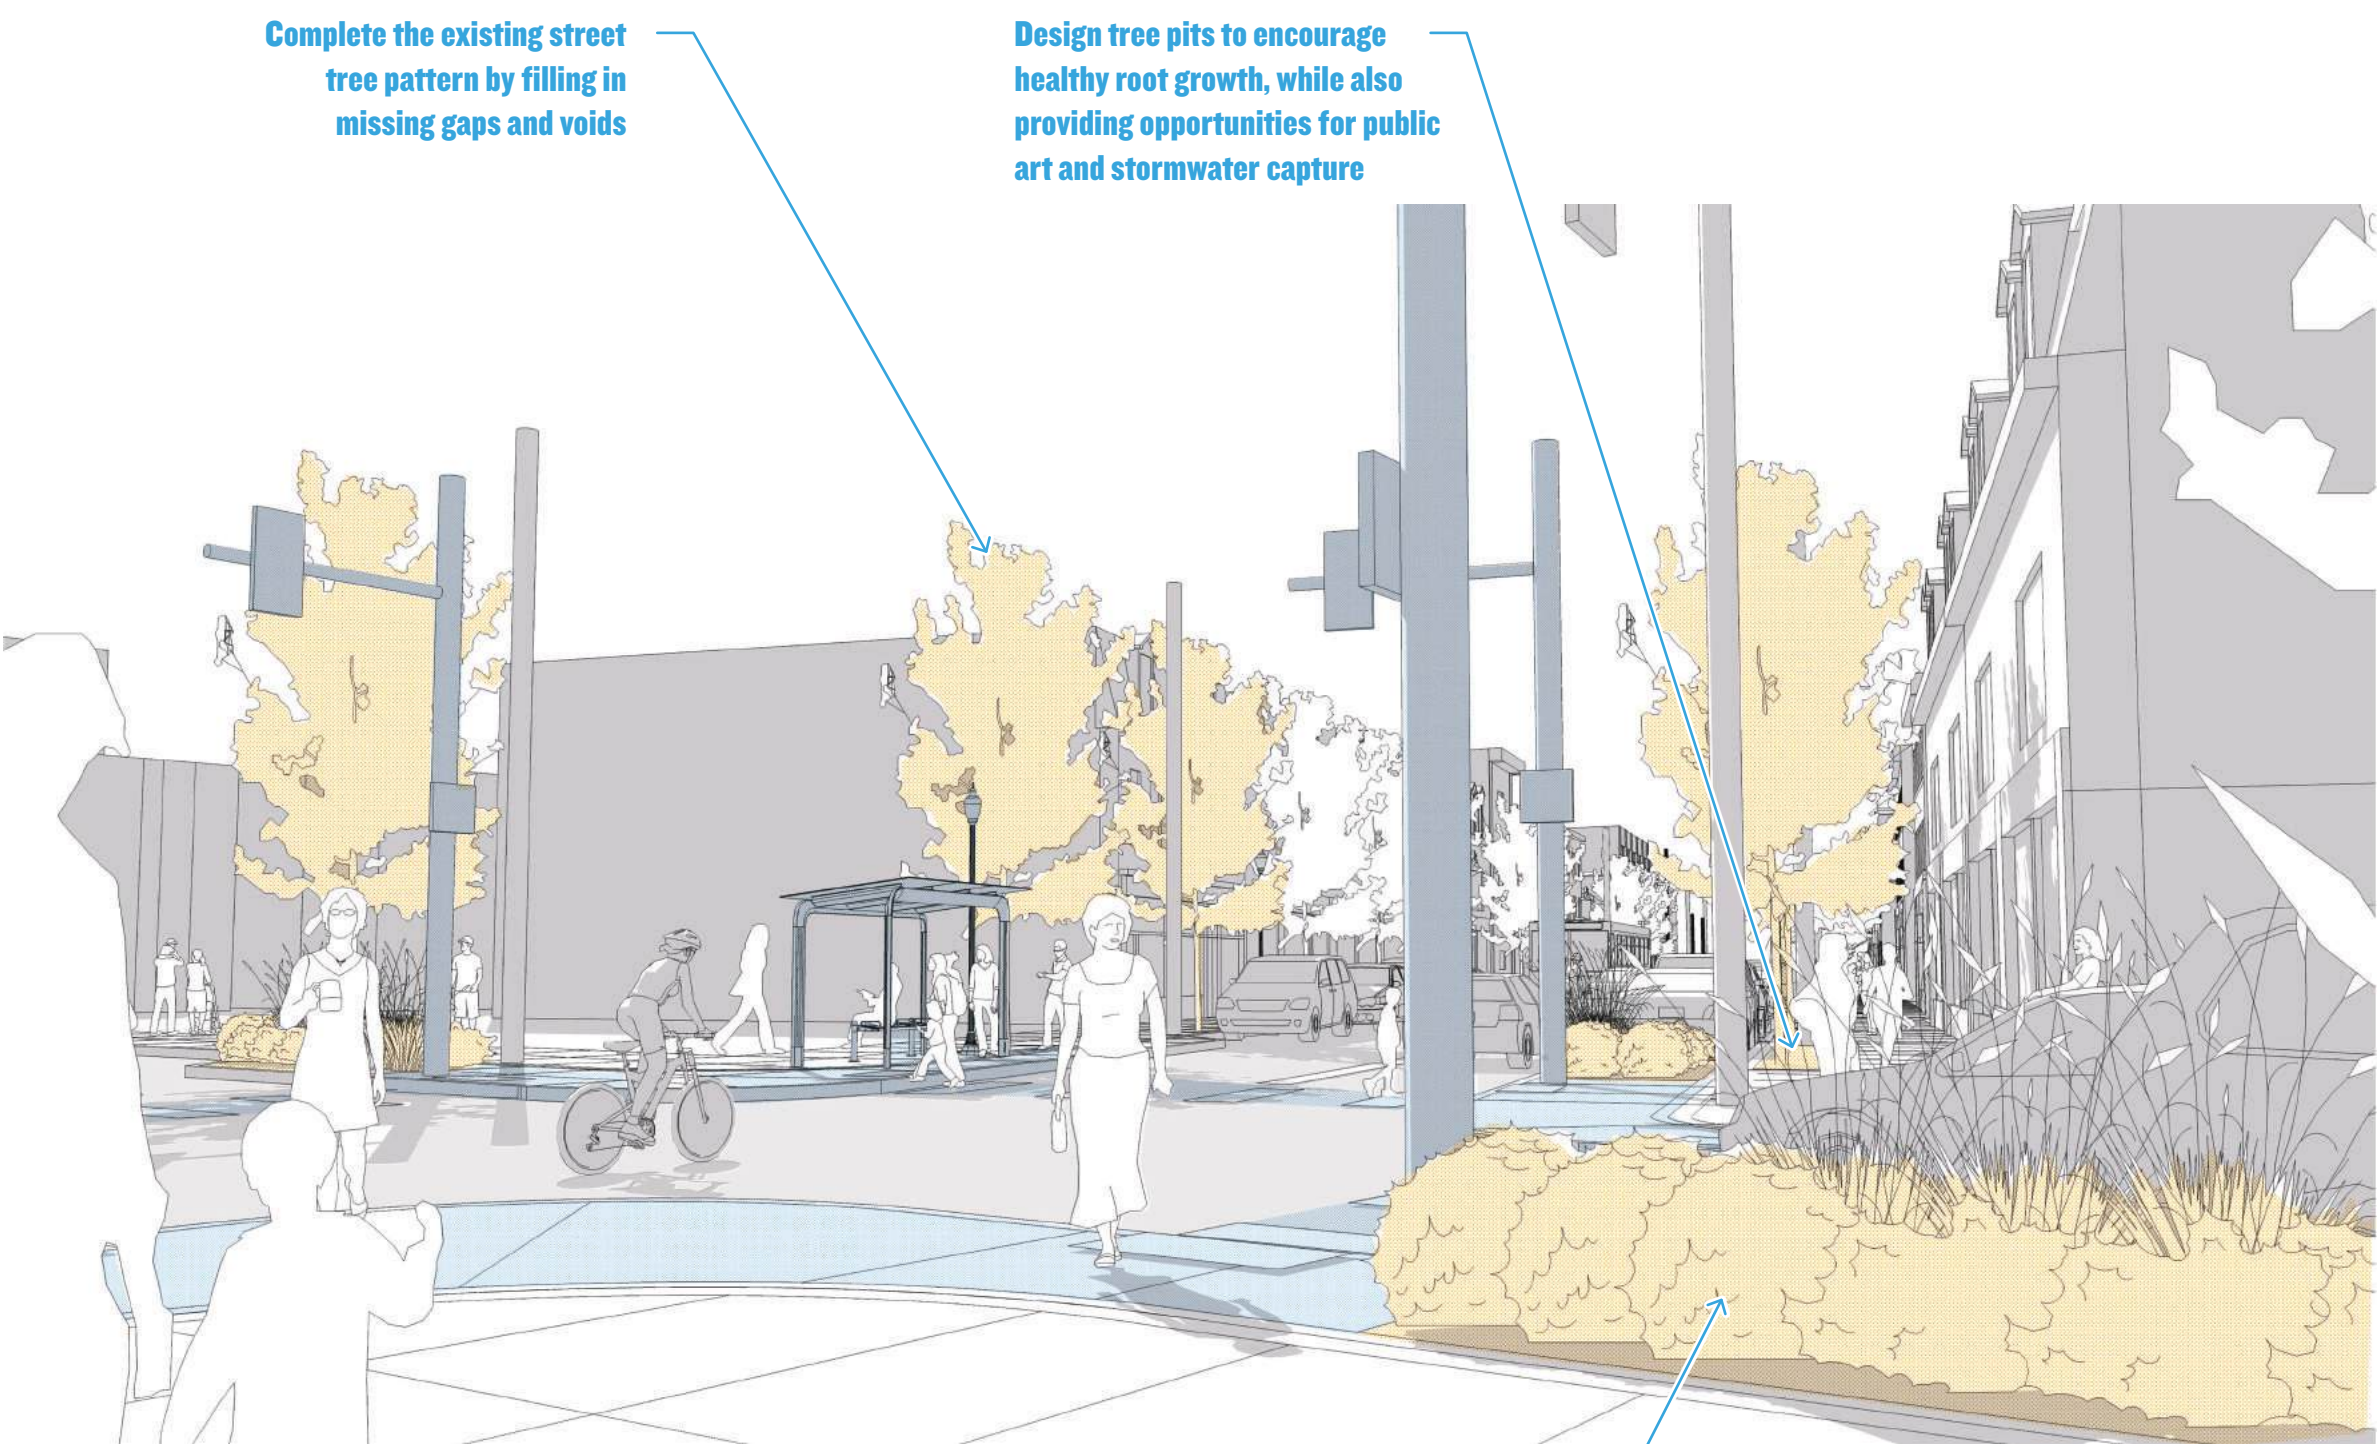 Complete the existing street
tree pattern by filling in
missing gaps and voids
Design tree pits to encourage
healthy root growth, while also
providing opportunities for public
art and stormwater capture